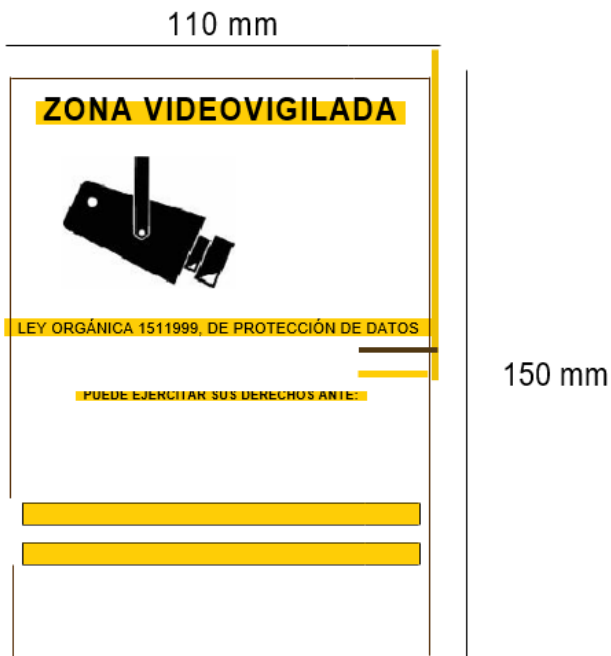 110 mm
ZONA VIDEOVIGILADA
LEY ORGÁNICA 1511999, DE PROTECCIÓN DE DATOS
150 mm
PUEDE EJERCITAR SUS DERECHOS ANTE: